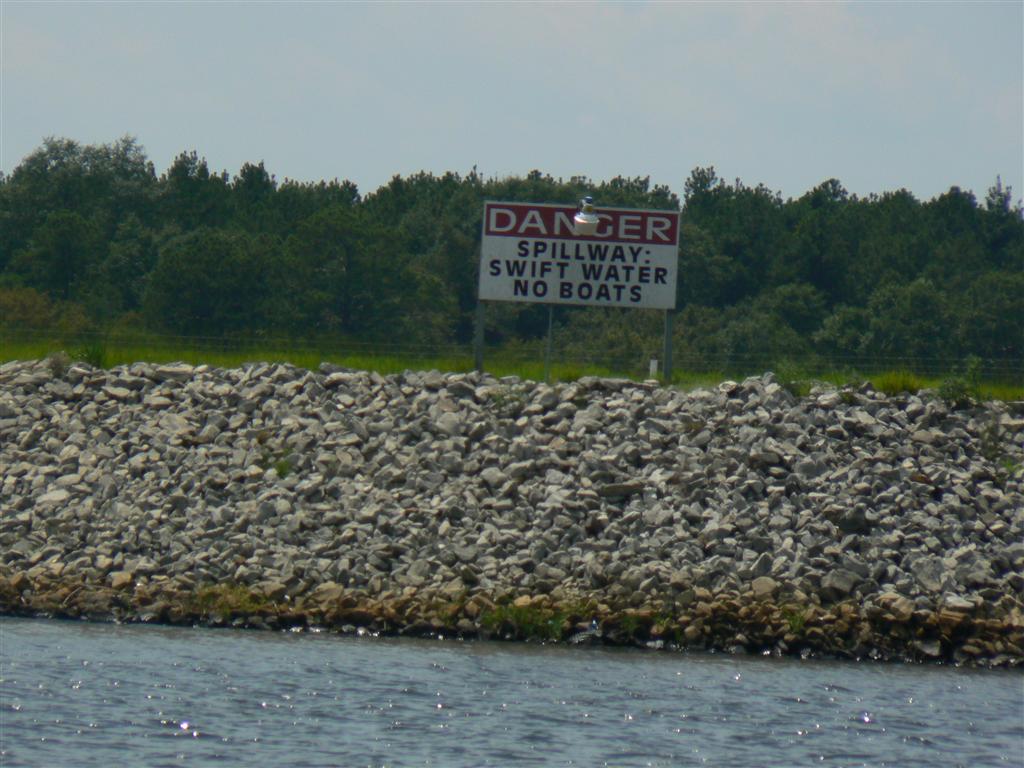 DANGER
SPILLWAY:
SWIFT WATER
NO BOATS